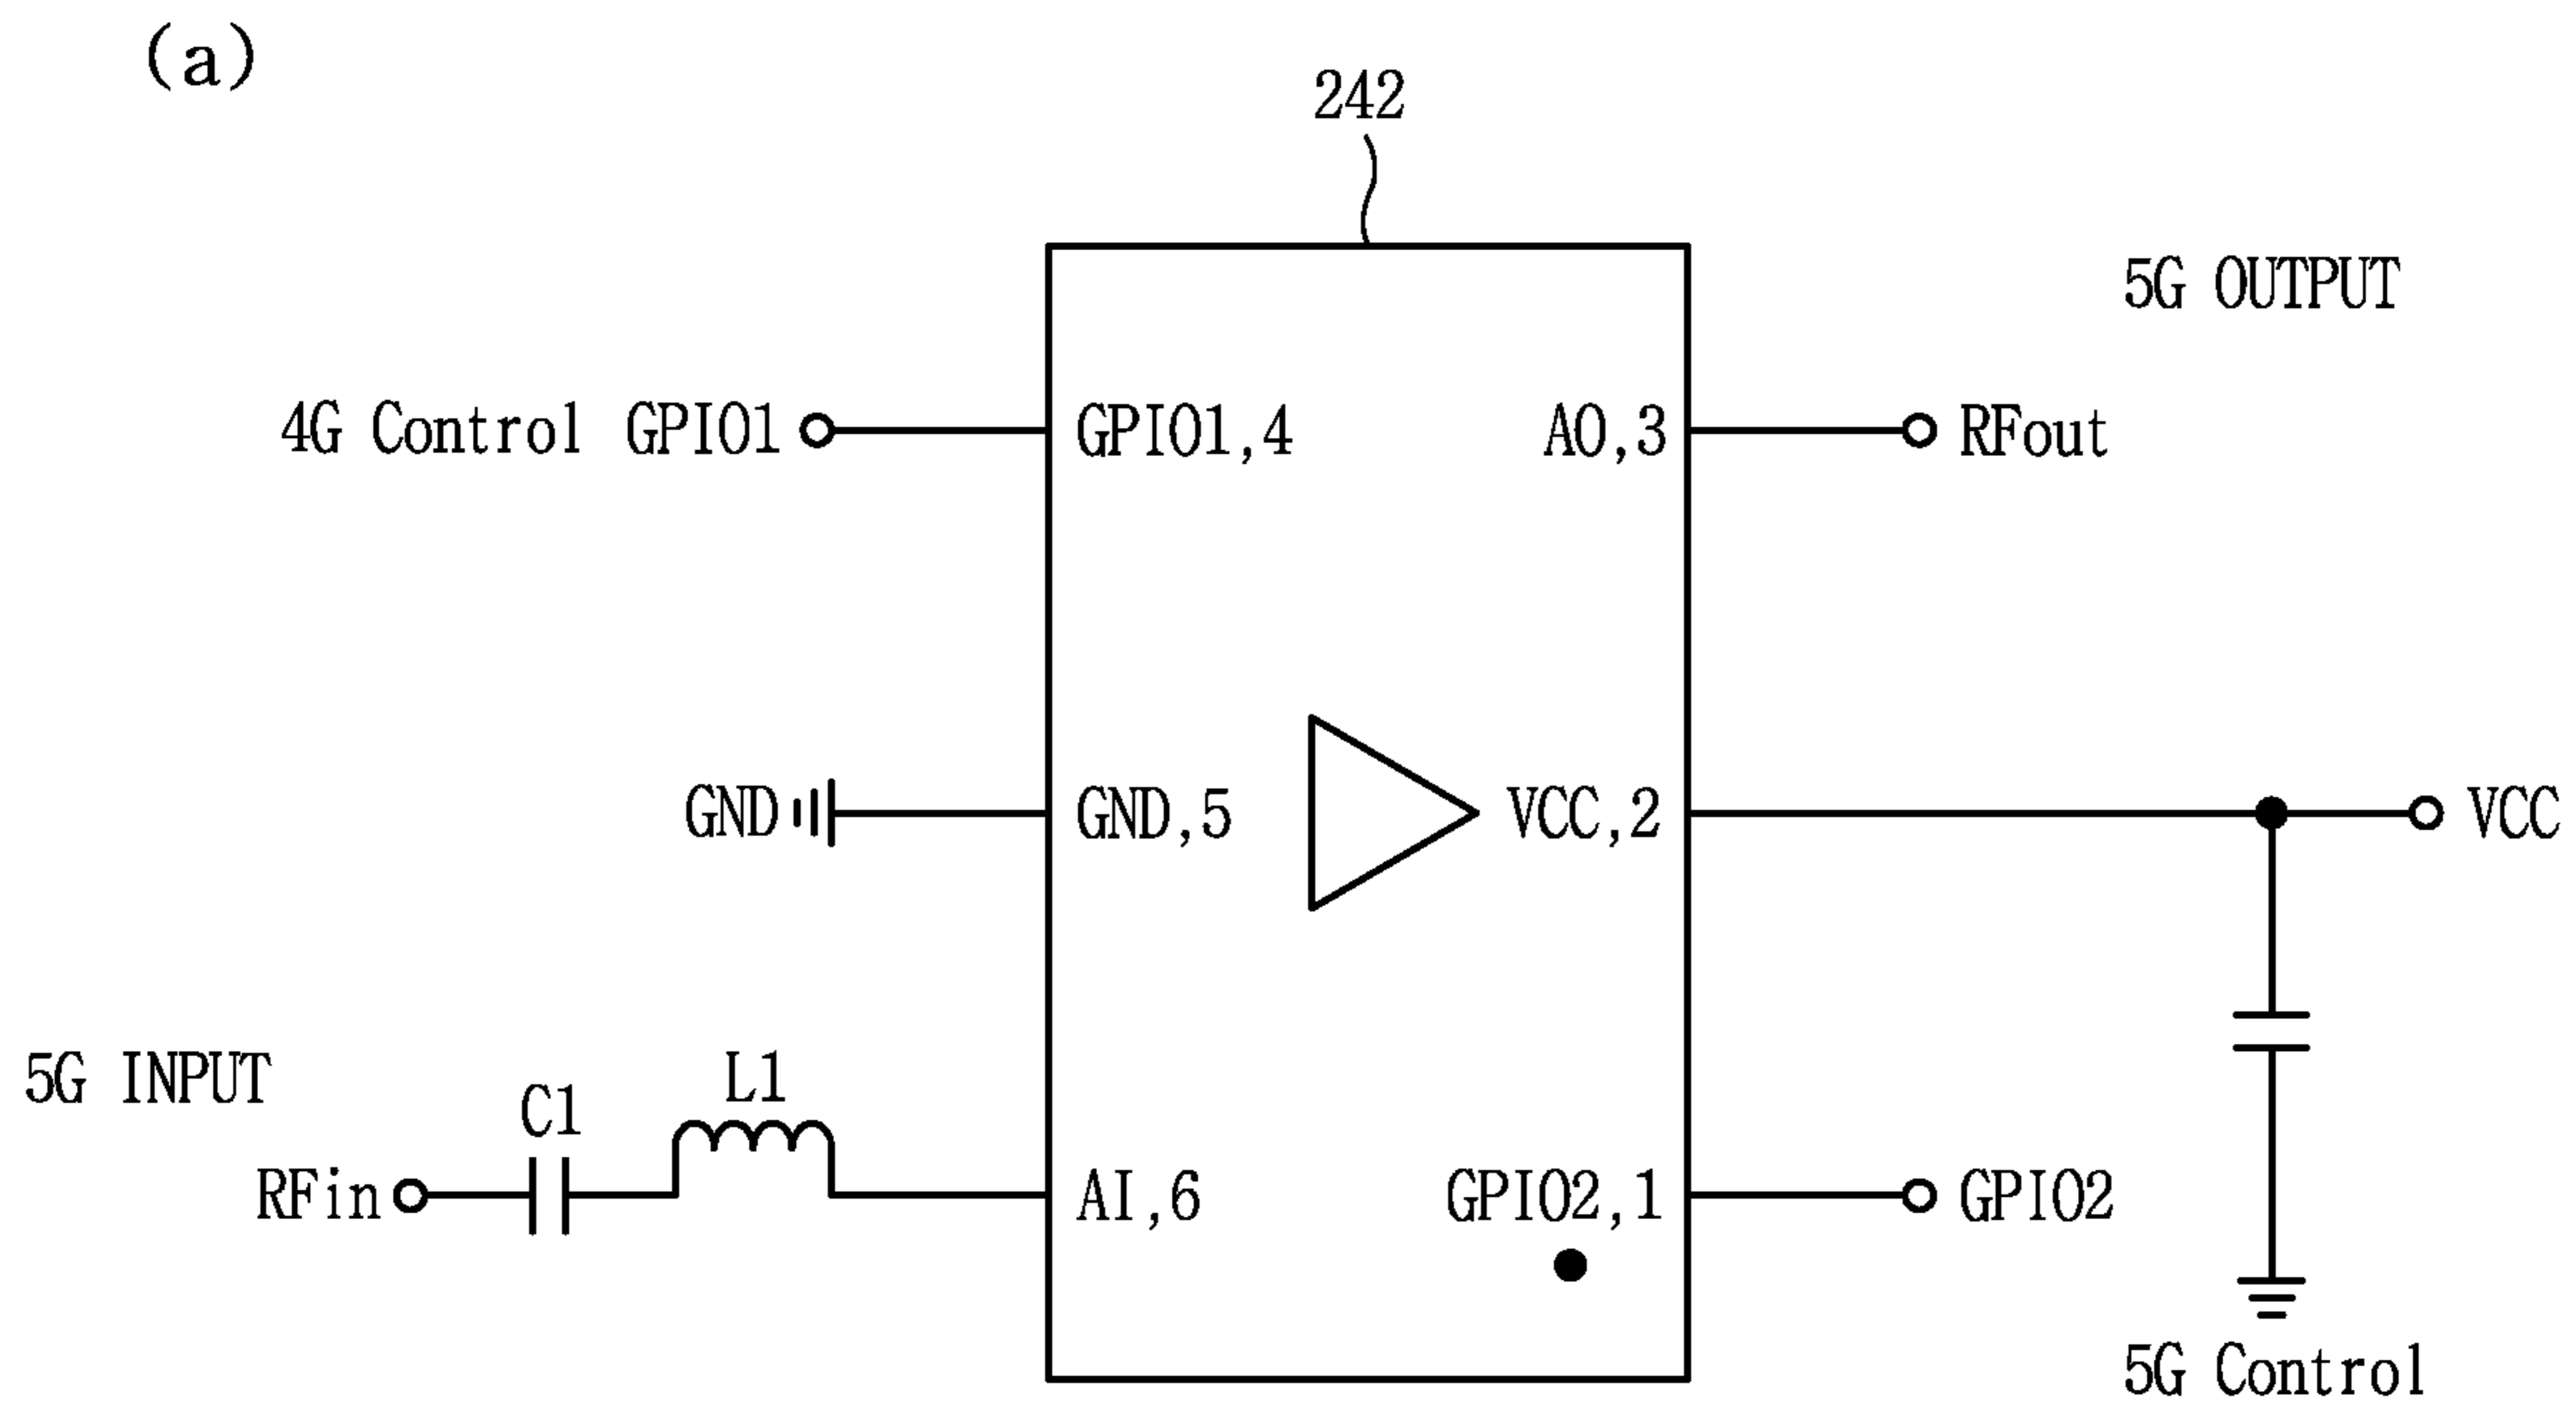 (a)
242
5G OUTPUT
4G Control GPIO1
GPIO1,4
AO,3
RFout
GND
GND,5
VCC,2
VCC
5G INPUT
C1
L1
RFin
AI,6
GPIO2,1
GPIO2
5G Control